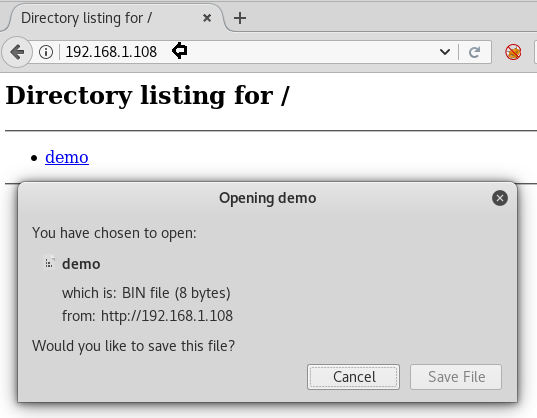 Directory listing for /
192.168.1.108
Directory listing for /
demo
Opening demo
You have chosen to open:
demo
which is: BIN file (8 bytes)
from: http://192.168.1.108
Would you like to save this file?
Cancel
Save File